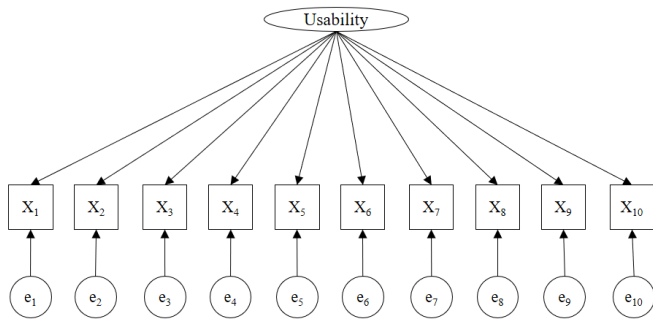 Usability
X₁ X₂ X₃ X₄ X₅ X₆ X₇ X₈ X₉ X₁₀
e₁ e₂ e₃ e₄ e₅ e₆ e₇ e₈ e₉ e₁₀